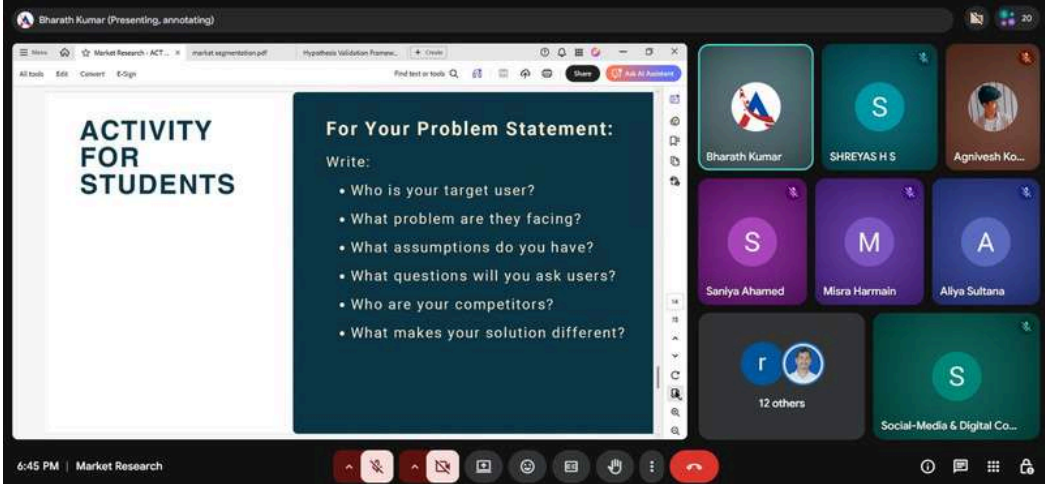 Bharath Kumar (Presenting, annotating)
20
Menu
Market Research - ACT...
market segmentation.pdf
Hypothesis Validation Framew...
+ Create
All tools Edit Convert E-Sign
Find text or tools
Share
Ask AI Assistant
ACTIVITY
FOR
STUDENTS
For Your Problem Statement:
Write:
• Who is your target user?
• What problem are they facing?
• What assumptions do you have?
• What questions will you ask users?
• Who are your competitors?
• What makes your solution different?
14
15
Bharath Kumar
S
SHREYAS H S
Agnivesh Ko...
S
Saniya Ahamed
M
Misra Harmain
A
Aliya Sultana
r
12 others
S
Social-Media & Digital Co...
6:45 PM | Market Research